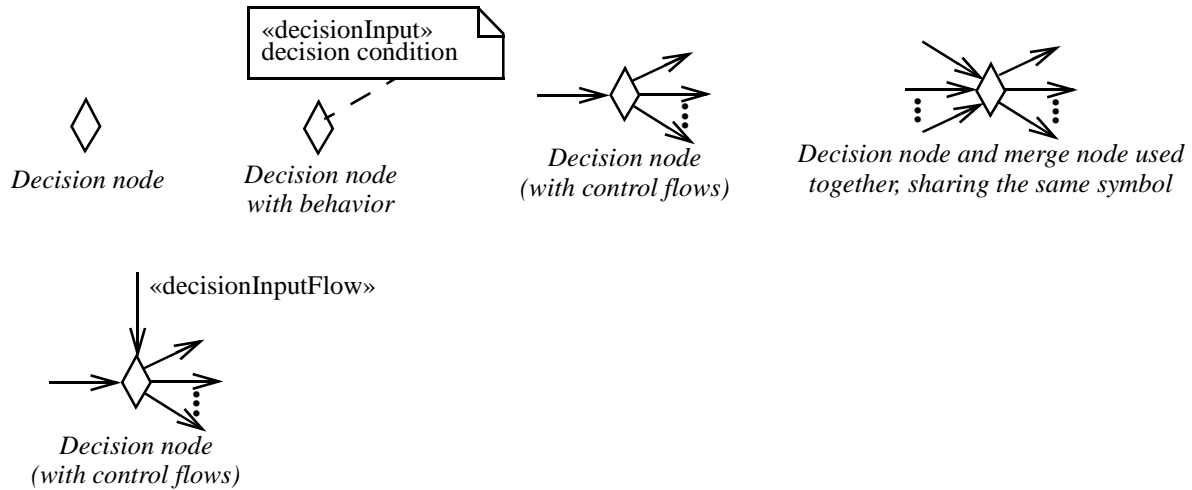 «decisionInput»
decision condition
Decision node
Decision node
with behavior
Decision node
(with control flows)
Decision node and merge node used
together, sharing the same symbol
«decisionInputFlow»
Decision node
(with control flows)